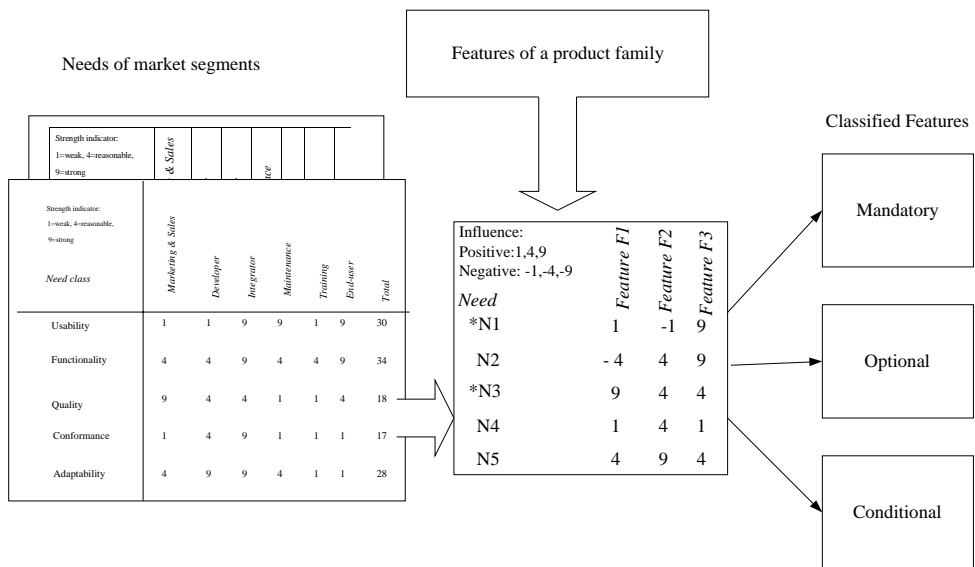 Needs of market segments
Features of a product family
Classified Features
Strength indicator:
1=weak, 4=reasonable,
9=strong
& Sales
Strength indicator:
1=weak, 4=reasonable,
9=strong
Need class
Marketing & Sales
Developer
Integrator
Maintenance
Training
End-user
Total
Usability 1 1 9 9 1 9 30
Functionality 4 4 9 4 4 9 34
Quality 9 4 4 1 1 4 18
Conformance 1 4 9 1 1 1 17
Adaptability 4 9 9 4 1 1 28
Influence:
Positive:1,4,9
Negative: -1,-4,-9
Need
Feature F1
Feature F2
Feature F3
*N1 1 -1 9
N2 - 4 4 9
*N3 9 4 4
N4 1 4 1
N5 4 9 4
Mandatory
Optional
Conditional